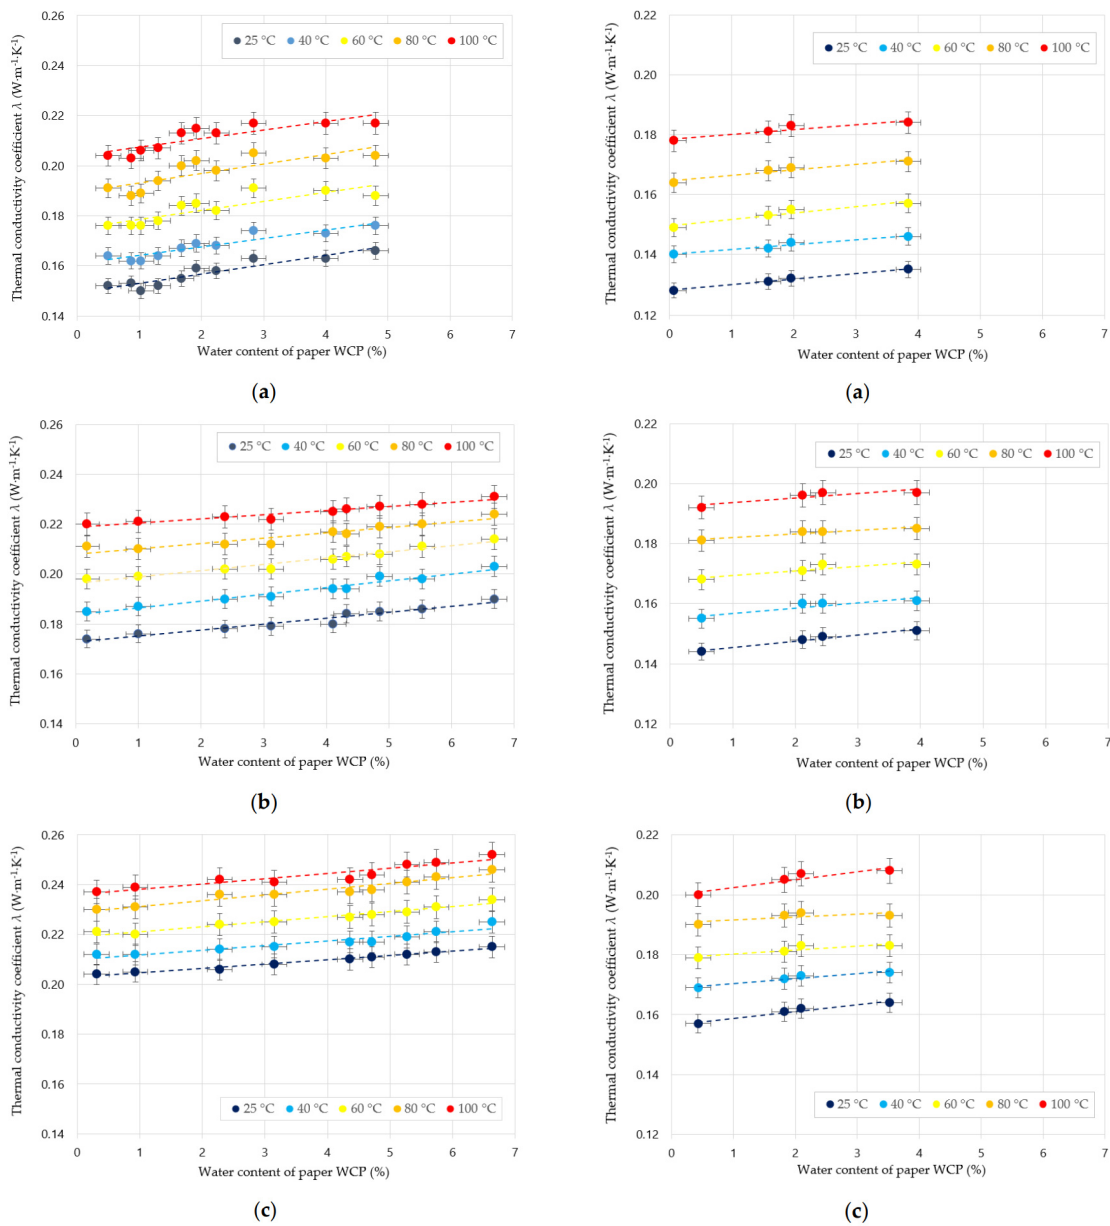 0.26
0.24
0.22
0.20
0.18
0.16
0.14
25 °C 40 °C 60 °C 80 °C 100 °C
0 1 2 3 4 5 6 7
Thermal conductivity coefficient λ (W·m-1·K-1)
Water content of paper WCP (%)
(a)
0.22
0.20
0.18
0.16
0.14
0.12
25 °C 40 °C 60 °C 80 °C 100 °C
0 1 2 3 4 5 6 7
Thermal conductivity coefficient λ (W·m-1·K-1)
Water content of paper WCP (%)
(a)
0.26
0.24
0.22
0.20
0.18
0.16
0.14
25 °C 40 °C 60 °C 80 °C 100 °C
0 1 2 3 4 5 6 7
Thermal conductivity coefficient λ (W·m-1·K-1)
Water content of paper WCP (%)
(b)
0.22
0.20
0.18
0.16
0.14
0.12
25 °C 40 °C 60 °C 80 °C 100 °C
0 1 2 3 4 5 6 7
Thermal conductivity coefficient λ (W·m-1·K-1)
Water content of paper WCP (%)
(b)
0.26
0.24
0.22
0.20
0.18
0.16
0.14
25 °C 40 °C 60 °C 80 °C 100 °C
0 1 2 3 4 5 6 7
Thermal conductivity coefficient λ (W·m-1·K-1)
Water content of paper WCP (%)
(c)
0.22
0.20
0.18
0.16
0.14
0.12
25 °C 40 °C 60 °C 80 °C 100 °C
0 1 2 3 4 5 6 7
Thermal conductivity coefficient λ (W·m-1·K-1)
Water content of paper WCP (%)
(c)